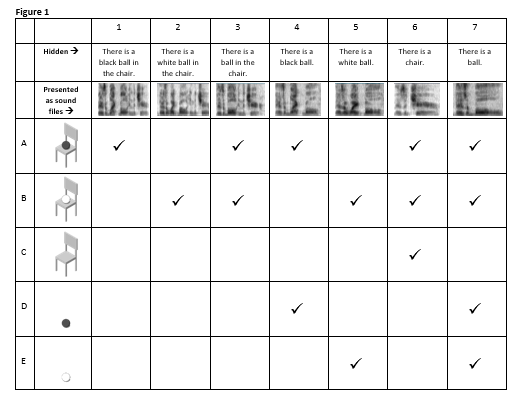 Figure 1
1
2
3
4
5
6
7
Hidden →
There is a
black ball in
the chair.
There is a
white ball in
the chair.
There is a
ball in the
chair.
There is a
black ball.
There is a
white ball.
There is a
chair.
There is a
ball.
Presented
as sound
files →
A
✓
✓
✓
✓
✓
B
✓
✓
✓
✓
✓
C
✓
D
✓
✓
E
✓
✓